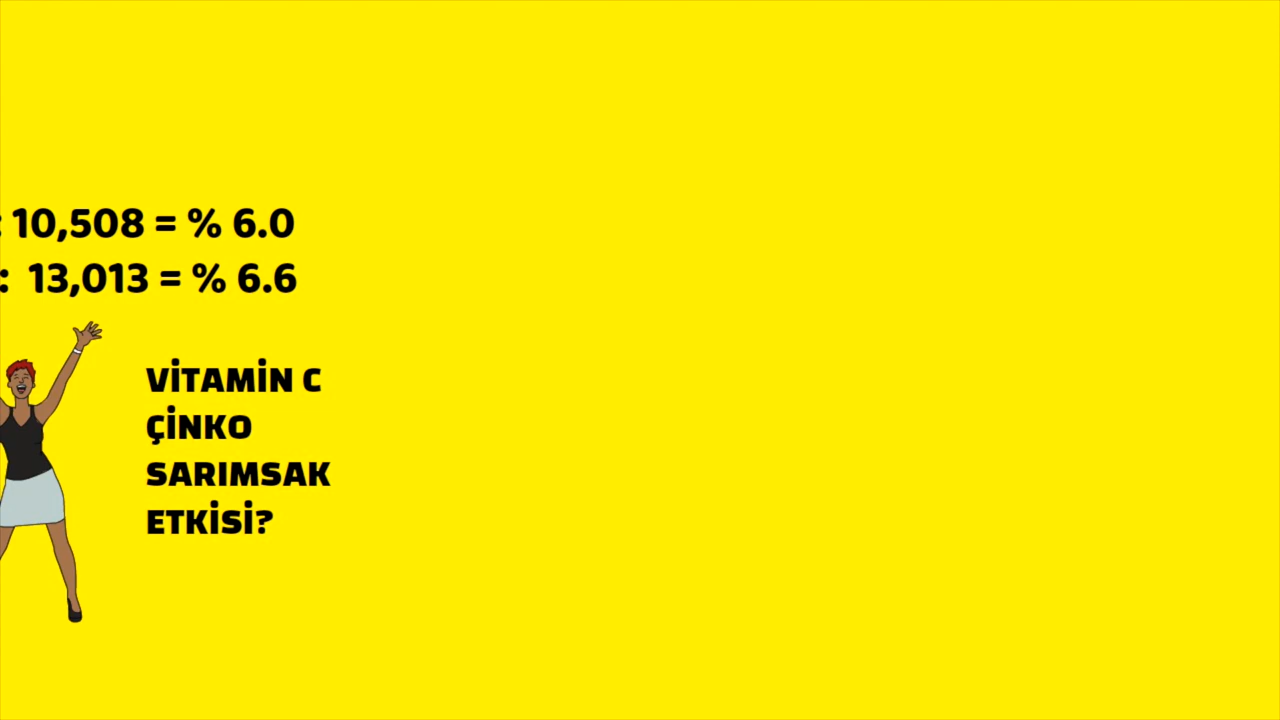 : 10,508 = % 6.0
: 13,013 = % 6.6
VİTAMİN C
ÇİNKO
SARIMSAK
ETKİSİ?